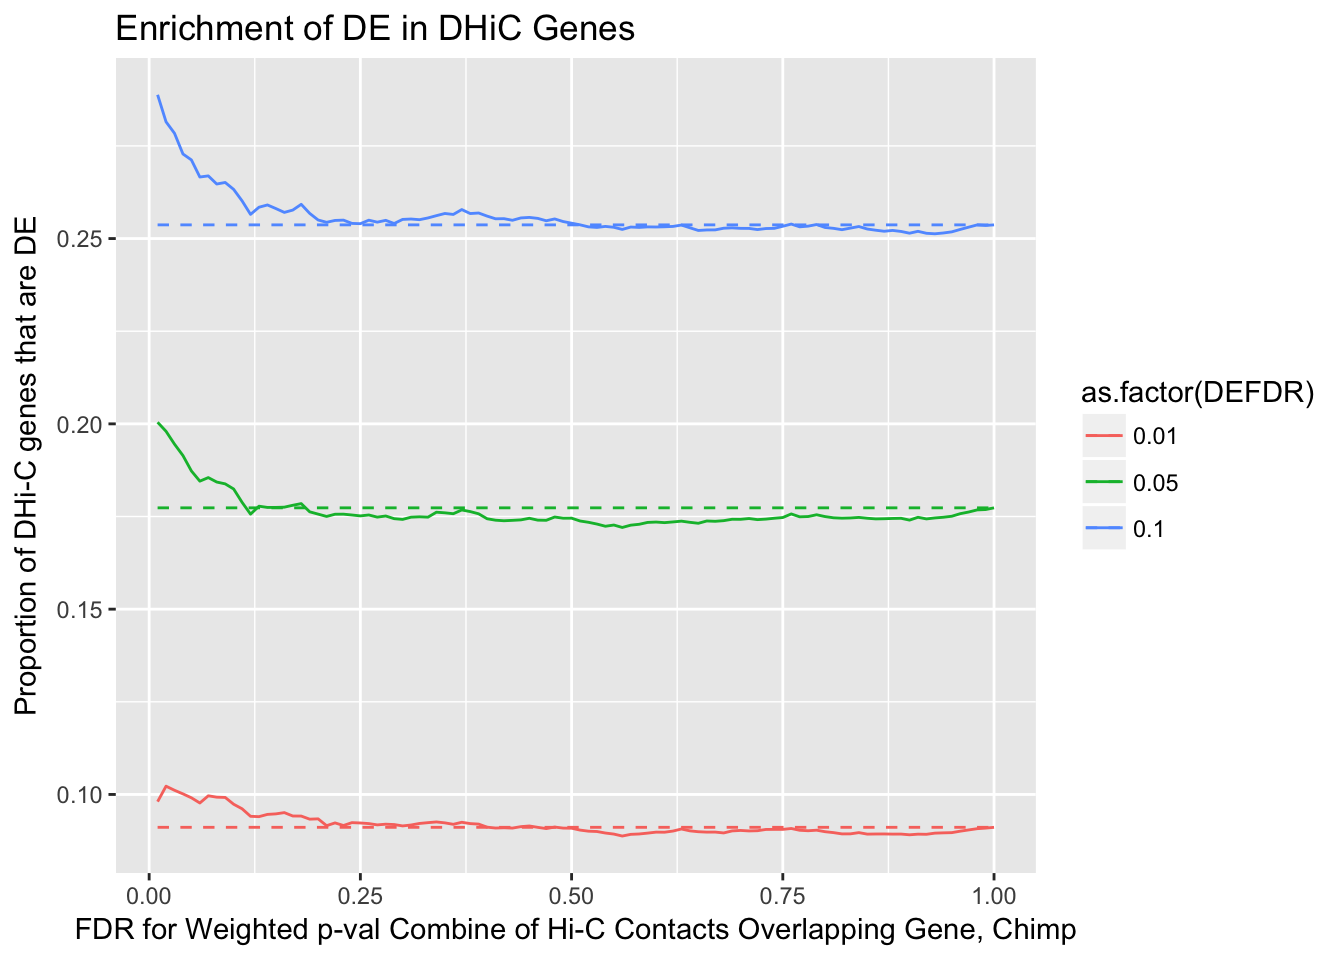 Enrichment of DE in DHiC Genes
Proportion of DHi-C genes that are DE
0.25
0.20
0.15
0.10
0.00 0.25 0.50 0.75 1.00
FDR for Weighted p-val Combine of Hi-C Contacts Overlapping Gene, Chimp
as.factor(DEFDR)
0.01
0.05
0.1